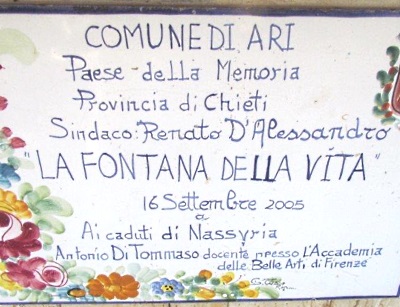 COMUNE DI ARI
Paese della Memoria
Provincia di Chieti
Sindaco: Renato D'Alessandro
"LA FONTANA DELLA VITA"
16 Settembre 2005
a
Ai caduti di Nassyria
Antonio Di Tommaso docente presso L'Accademia
delle Belle Arti di Firenze